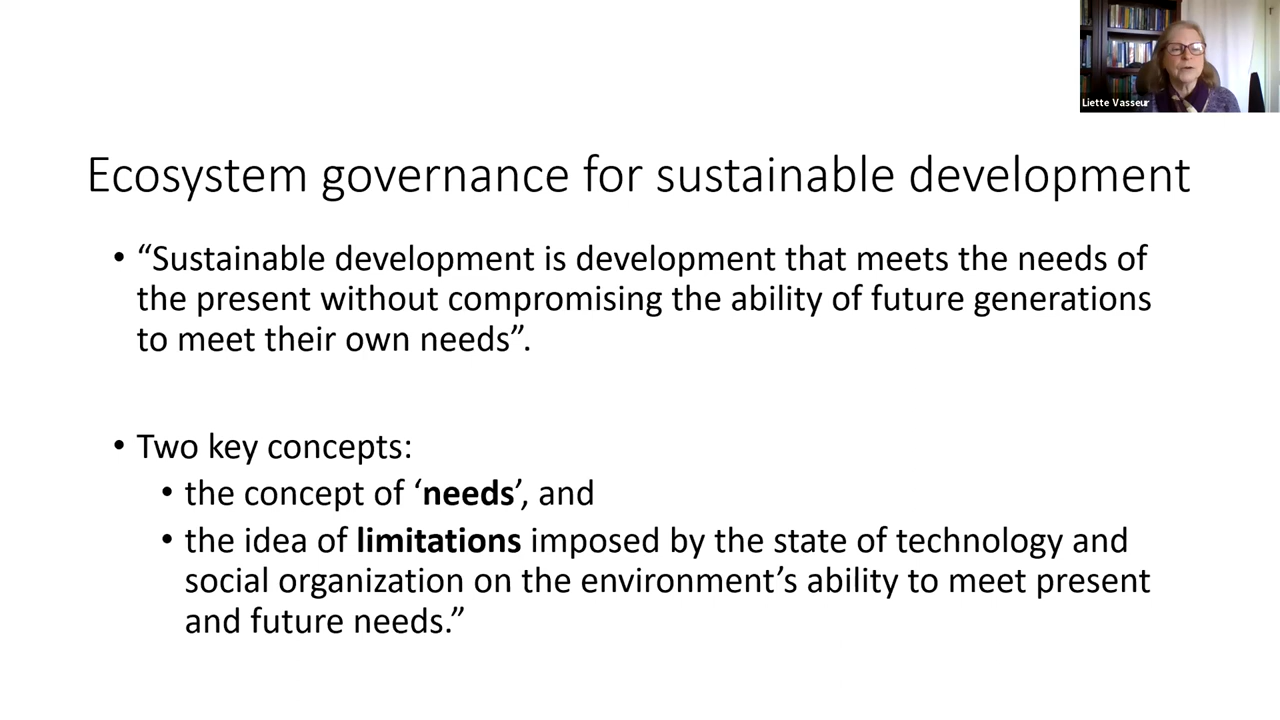 Liette Vasseur
Ecosystem governance for sustainable development
• “Sustainable development is development that meets the needs of
the present without compromising the ability of future generations
to meet their own needs”.
• Two key concepts:
• the concept of ‘needs’, and
• the idea of limitations imposed by the state of technology and
social organization on the environment’s ability to meet present
and future needs.”